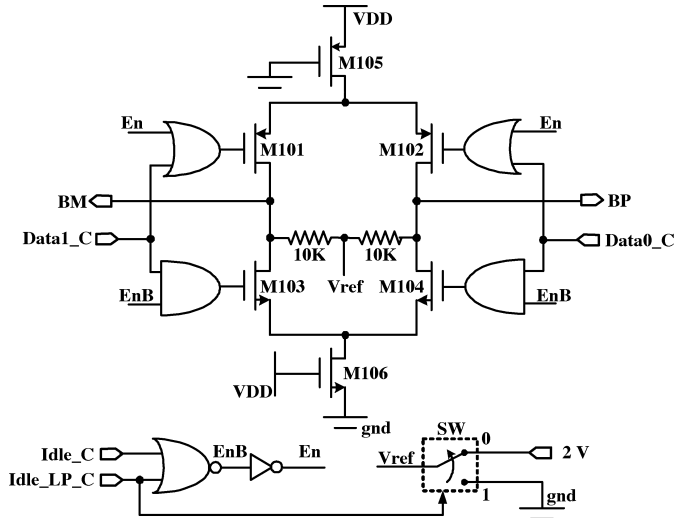 VDD
M105
En
En
M101
M102
BM
BP
Data1_C
Data0_C
10K
10K
EnB
M103
Vref
M104
EnB
VDD
M106
gnd
SW
Idle_C
EnB
En
Vref
0
2 V
Idle_LP_C
1
gnd